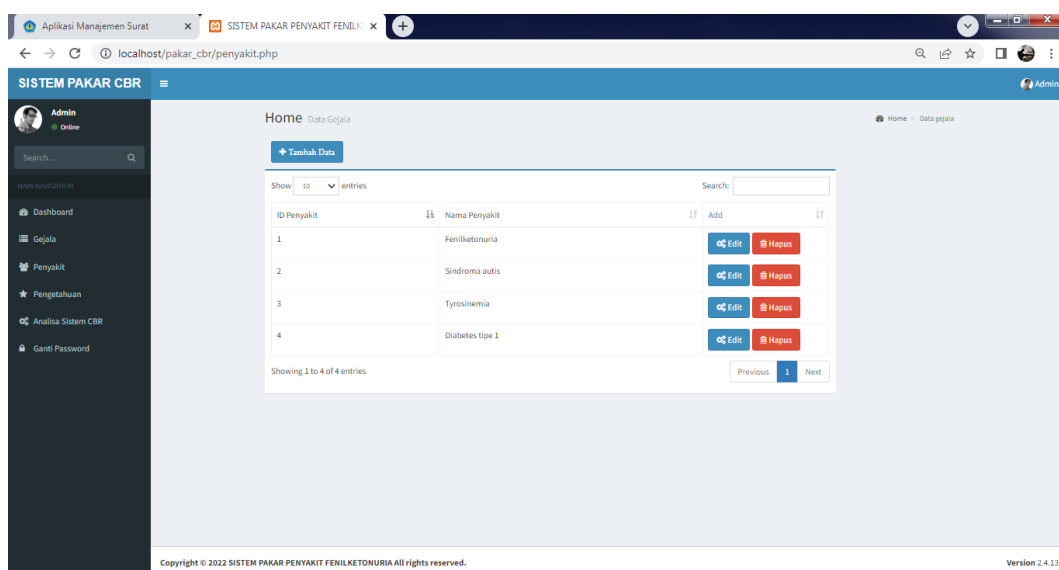 Aplikasi Manajemen Surat
SISTEM PAKAR PENYAKIT FENILK
localhost/pakar_cbr/penyakit.php
SISTEM PAKAR CBR
Admin
Admin
Online
Search...
MAIN NAVIGATION
Dashboard
Gejala
Penyakit
Pengetahuan
Analisa Sistem CBR
Ganti Password
Home Data Gejala
Home > Data gejala
+ Tambah Data
Show 10 entries
Search:
ID Penyakit Nama Penyakit Add
1 Fenilketonuria Edit Hapus
2 Sindroma autis Edit Hapus
3 Tyrosinemia Edit Hapus
4 Diabetes tipe 1 Edit Hapus
Showing 1 to 4 of 4 entries
Previous 1 Next
Copyright © 2022 SISTEM PAKAR PENYAKIT FENILKETONURIA All rights reserved.
Version 2.4.13